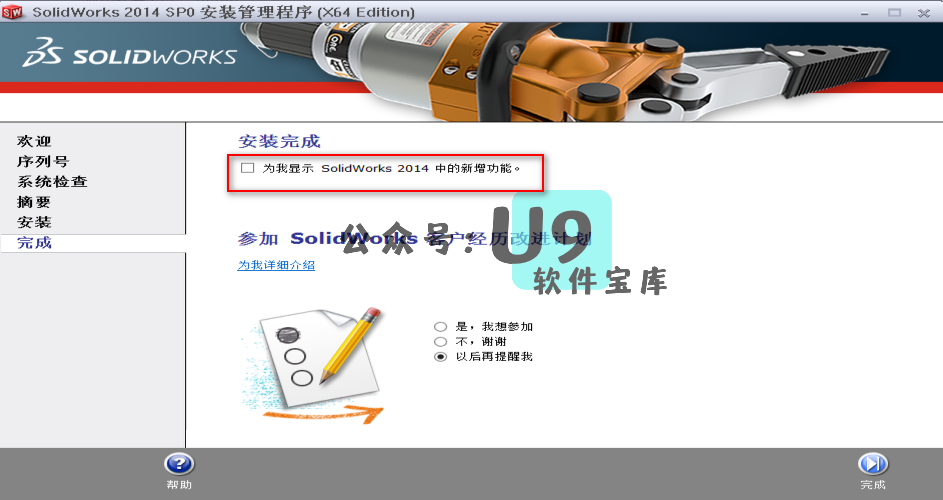 SolidWorks 2014 SP0 安装管理程序 (X64 Edition)
SOLIDWORKS
欢迎
序列号
系统检查
摘要
安装
完成
安装完成
为我显示 SolidWorks 2014 中的新增功能。
参加 SolidWorks 客户经历改进计划
公众号：U9
软件宝库
为我详细介绍
是，我想参加
不，谢谢
以后再提醒我
帮助
完成